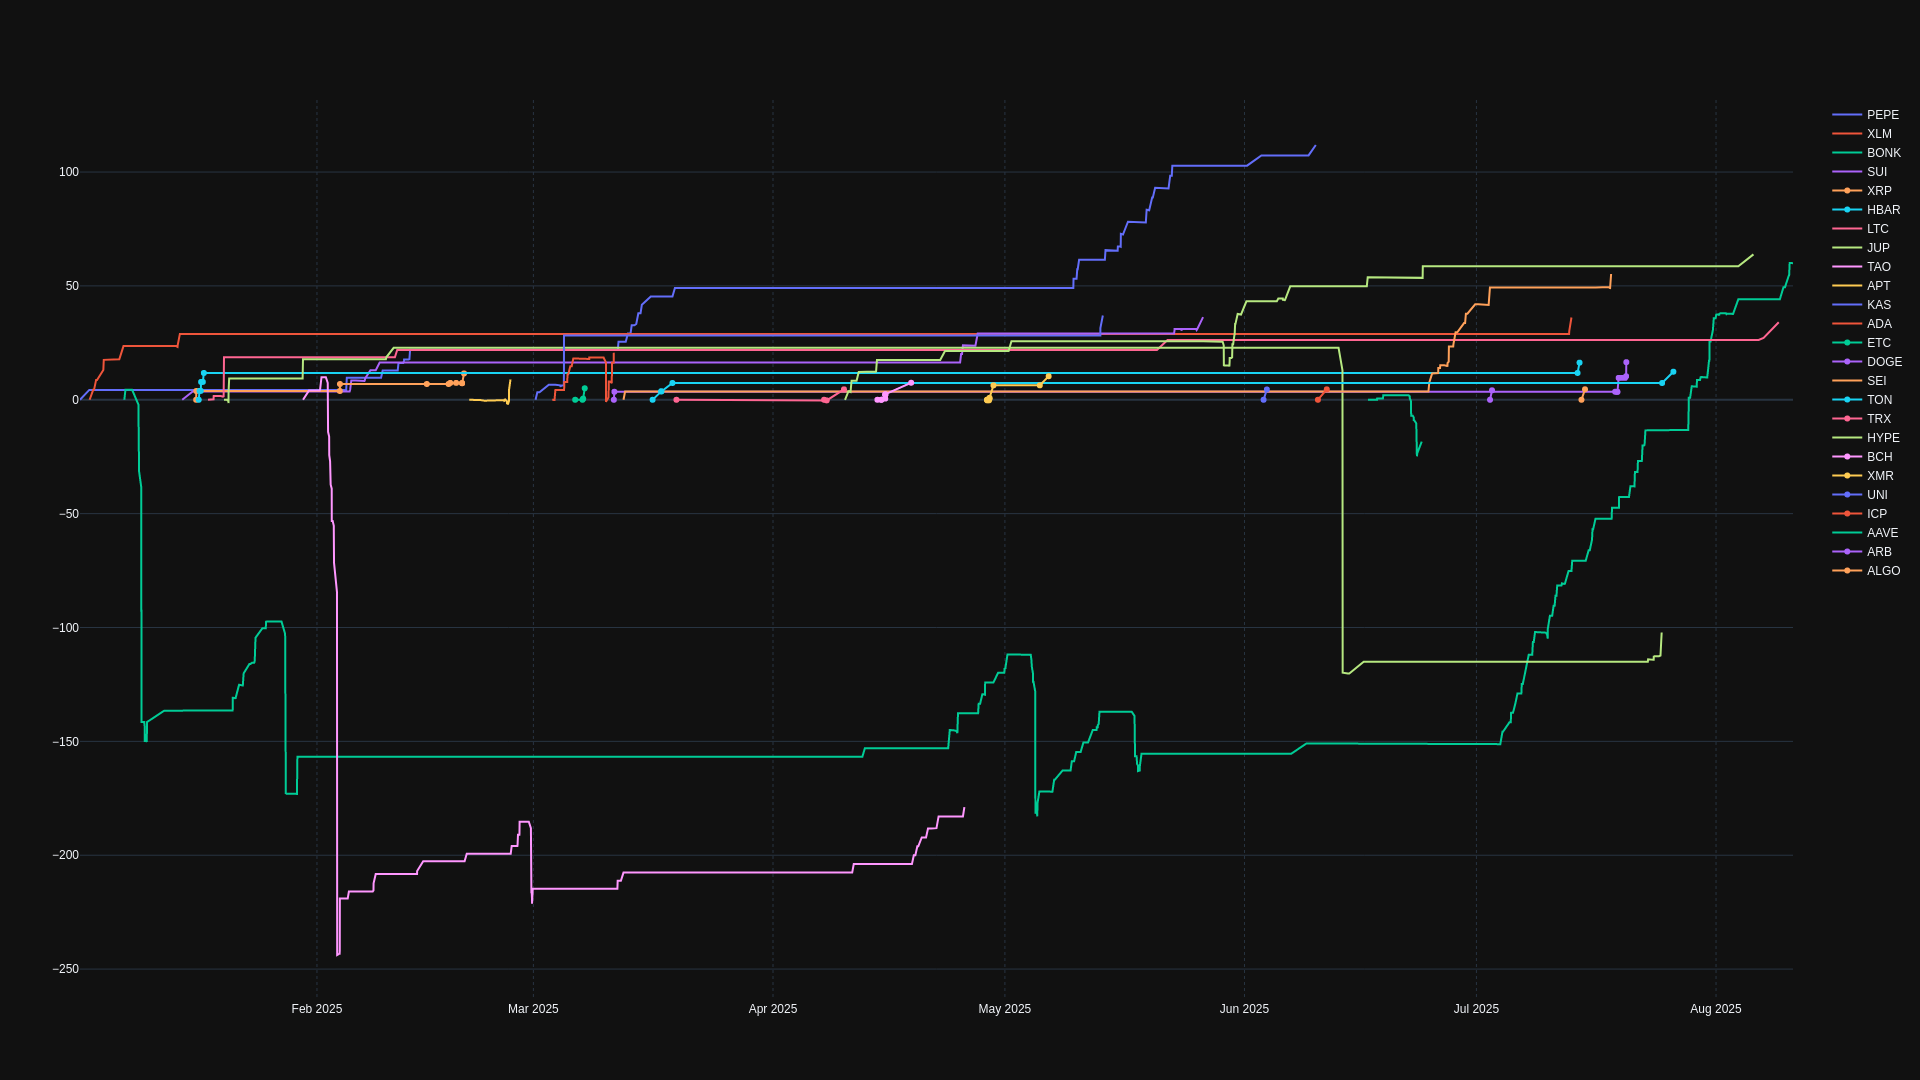 100
50
0
−50
−100
−150
−200
−250
Feb 2025
Mar 2025
Apr 2025
May 2025
Jun 2025
Jul 2025
Aug 2025
PEPE
XLM
BONK
SUI
XRP
HBAR
LTC
JUP
TAO
APT
KAS
ADA
ETC
DOGE
SEI
TON
TRX
HYPE
BCH
XMR
UNI
ICP
AAVE
ARB
ALGO